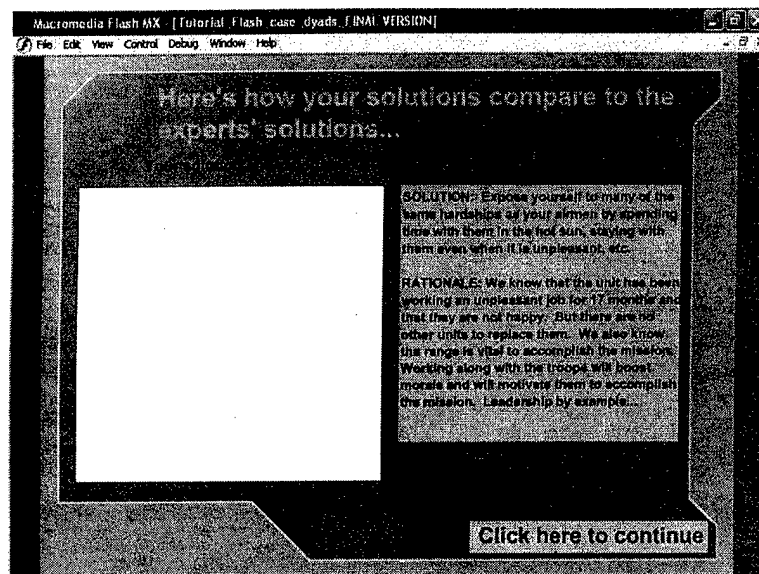 Macromedia Flash MX - [Tutorial_Flash_case_dyads_FINAL VERSION]
File Edit View Control Debug Window Help
Here's how your solutions compare to the
experts' solutions...
SOLUTION: Expose yourself to many of the
same hardships as your airmen by spending
time with them in the hot sun, staying with
them even when it is unpleasant, etc.
RATIONALE: We know that the unit has been
working an unpleasant job for 17 months and
that they are not happy. But there are no
other units to replace them. We also know
the range is vital to accomplish the mission.
Working along with the troops will boost
morale and will motivate them to accomplish
the mission. Leadership by example...
Click here to continue